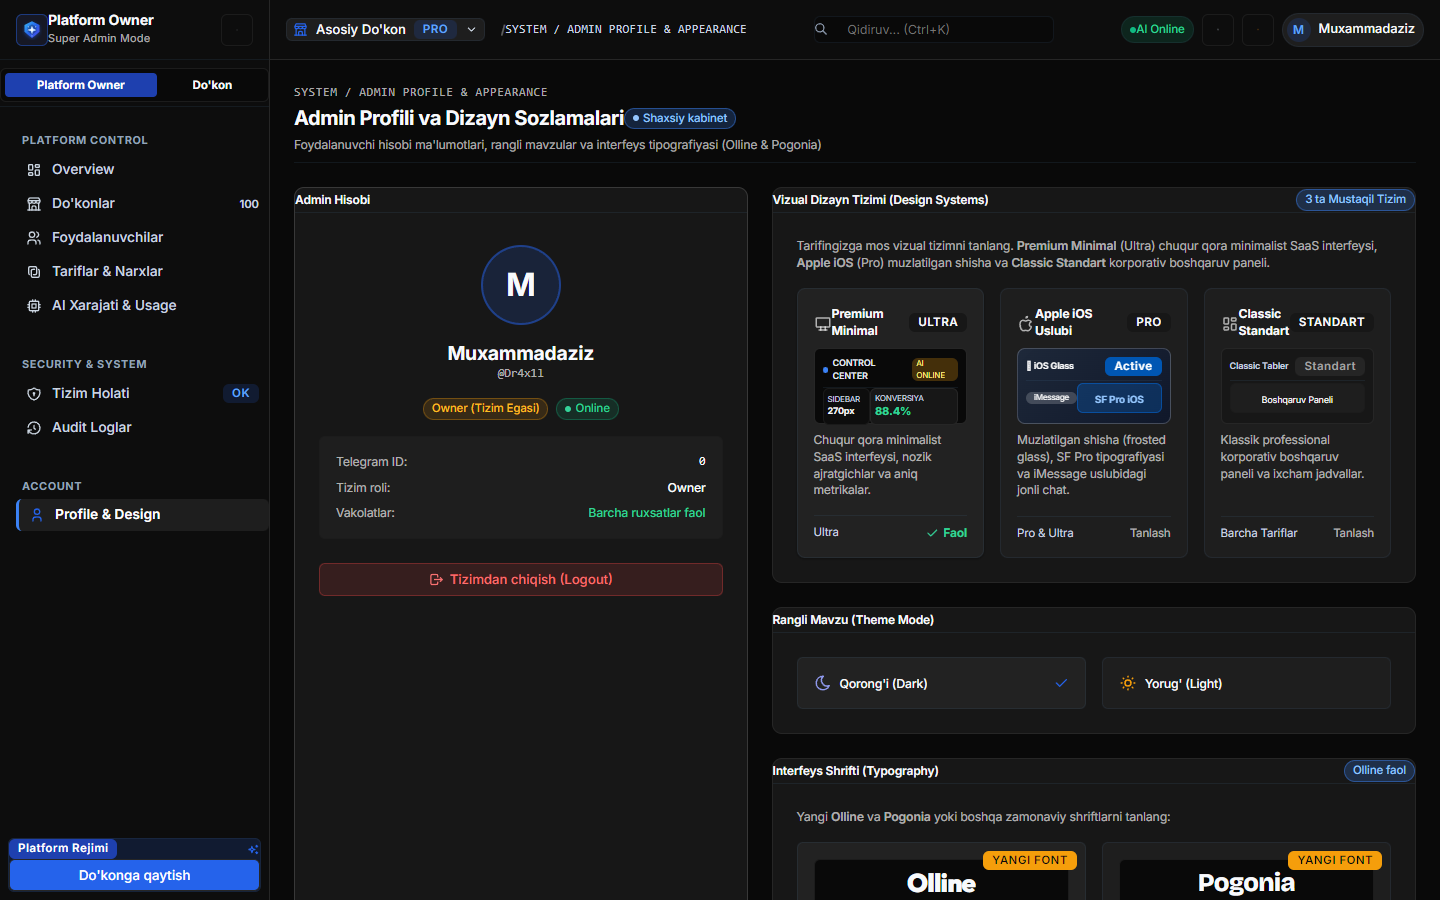 Platform Owner
Super Admin Mode
Platform Owner
Do'kon
PLATFORM CONTROL
Overview
Do'konlar
100
Foydalanuvchilar
Tariflar & Narxlar
AI Xarajati & Usage
SECURITY & SYSTEM
Tizim Holati
OK
Audit Loglar
ACCOUNT
Profile & Design
Platform Rejimi
Do'konga qaytish
Asosiy Do'kon
PRO
/SYSTEM / ADMIN PROFILE & APPEARANCE
Qidiruv... (Ctrl+K)
AI Online
M
Muxammadaziz
SYSTEM / ADMIN PROFILE & APPEARANCE
Admin Profili va Dizayn Sozlamalari
Shaxsiy kabinet
Foydalanuvchi hisobi ma'lumotlari, rangli mavzular va interfeys tipografiyasi (Olline & Pogonia)
Admin Hisobi
M
Muxammadaziz
@Dr4x1l
Owner (Tizim Egasi)
Online
Telegram ID:
0
Tizim roli:
Owner
Vakolatlar:
Barcha ruxsatlar faol
Tizimdan chiqish (Logout)
Vizual Dizayn Tizimi (Design Systems)
3 ta Mustaqil Tizim
Tarifingizga mos vizual tizimni tanlang. Premium Minimal (Ultra) chuqur qora minimalist SaaS interfeysi,
Apple iOS (Pro) muzlatilgan shisha va Classic Standart korporativ boshqaruv paneli.
Premium
Minimal
ULTRA
CONTROL
CENTER
AI
ONLINE
SIDEBAR
270px
KONVERSIYA
88.4%
Chuqur qora minimalist
SaaS interfeysi, nozik
ajratgichlar va aniq
metrikalar.
Ultra
Faol
Apple iOS
Uslubi
PRO
iOS Glass
Active
iMessage
SF Pro iOS
Muzlatilgan shisha (frosted
glass), SF Pro tipografiyasi
va iMessage uslubidagi
jonli chat.
Pro & Ultra
Tanlash
Classic
Standart
STANDART
Classic Tabler
Standart
Boshqaruv Paneli
Klassik professional
korporativ boshqaruv
paneli va ixcham jadvallar.
Barcha Tariflar
Tanlash
Rangli Mavzu (Theme Mode)
Qorong'i (Dark)
Yorug' (Light)
Interfeys Shrifti (Typography)
Olline faol
Yangi Olline va Pogonia yoki boshqa zamonaviy shriftlarni tanlang:
YANGI FONT
Olline
YANGI FONT
Pogonia